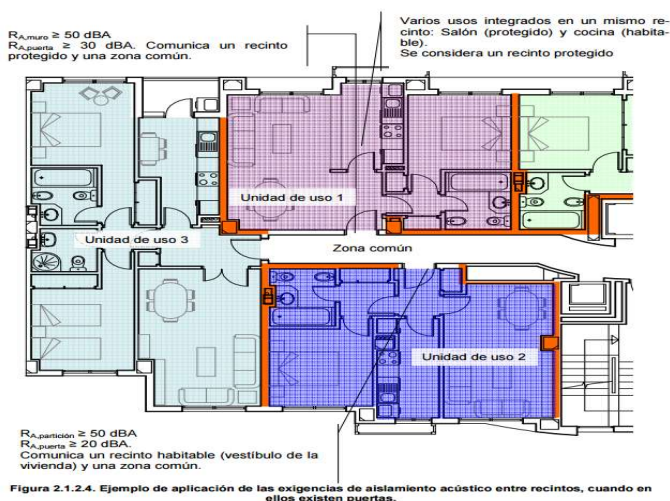 R_A,muro ≥ 50 dBA
R_A,puerta ≥ 30 dBA. Comunica un recinto
protegido y una zona común.
Varios usos integrados en un mismo re-
cinto: Salón (protegido) y cocina (habita-
ble).
Se considera un recinto protegido
Unidad de uso 1
Unidad de uso 3
Zona común
Unidad de uso 2
R_A,partición ≥ 50 dBA
R_A,puerta ≥ 20 dBA.
Comunica un recinto habitable (vestíbulo de la
vivienda) y una zona común.
Figura 2.1.2.4. Ejemplo de aplicación de las exigencias de aislamiento acústico entre recintos, cuando en
ellos existen puertas.